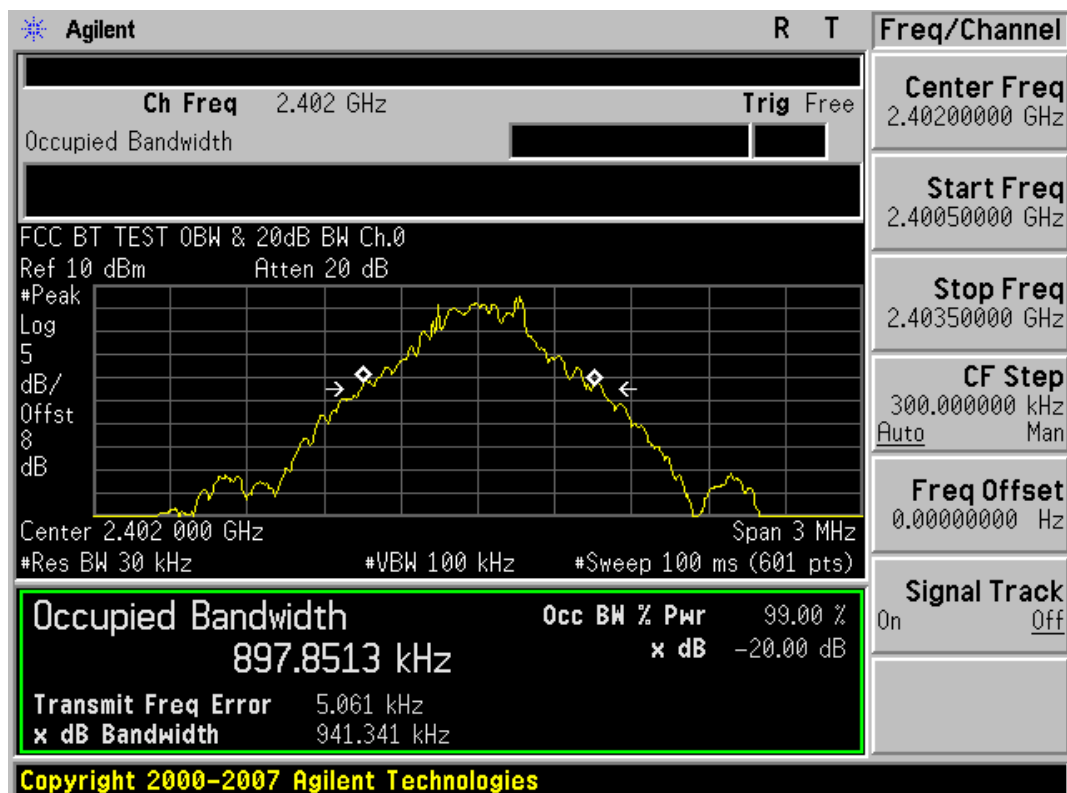 Agilent R T
Ch Freq 2.402 GHz Trig Free
Occupied Bandwidth
FCC BT TEST OBW & 20dB BW Ch.0
Ref 10 dBm Atten 20 dB
#Peak
Log
5
dB/
Offst
8
dB
Center 2.402 000 GHz Span 3 MHz
#Res BW 30 kHz #VBW 100 kHz #Sweep 100 ms (601 pts)
Occupied Bandwidth
897.8513 kHz
Occ BW % Pwr 99.00 %
x dB -20.00 dB
Transmit Freq Error 5.061 kHz
x dB Bandwidth 941.341 kHz
Copyright 2000-2007 Agilent Technologies
Freq/Channel
Center Freq
2.40200000 GHz
Start Freq
2.40050000 GHz
Stop Freq
2.40350000 GHz
CF Step
300.000000 kHz
Auto Man
Freq Offset
0.00000000 Hz
Signal Track
On Off